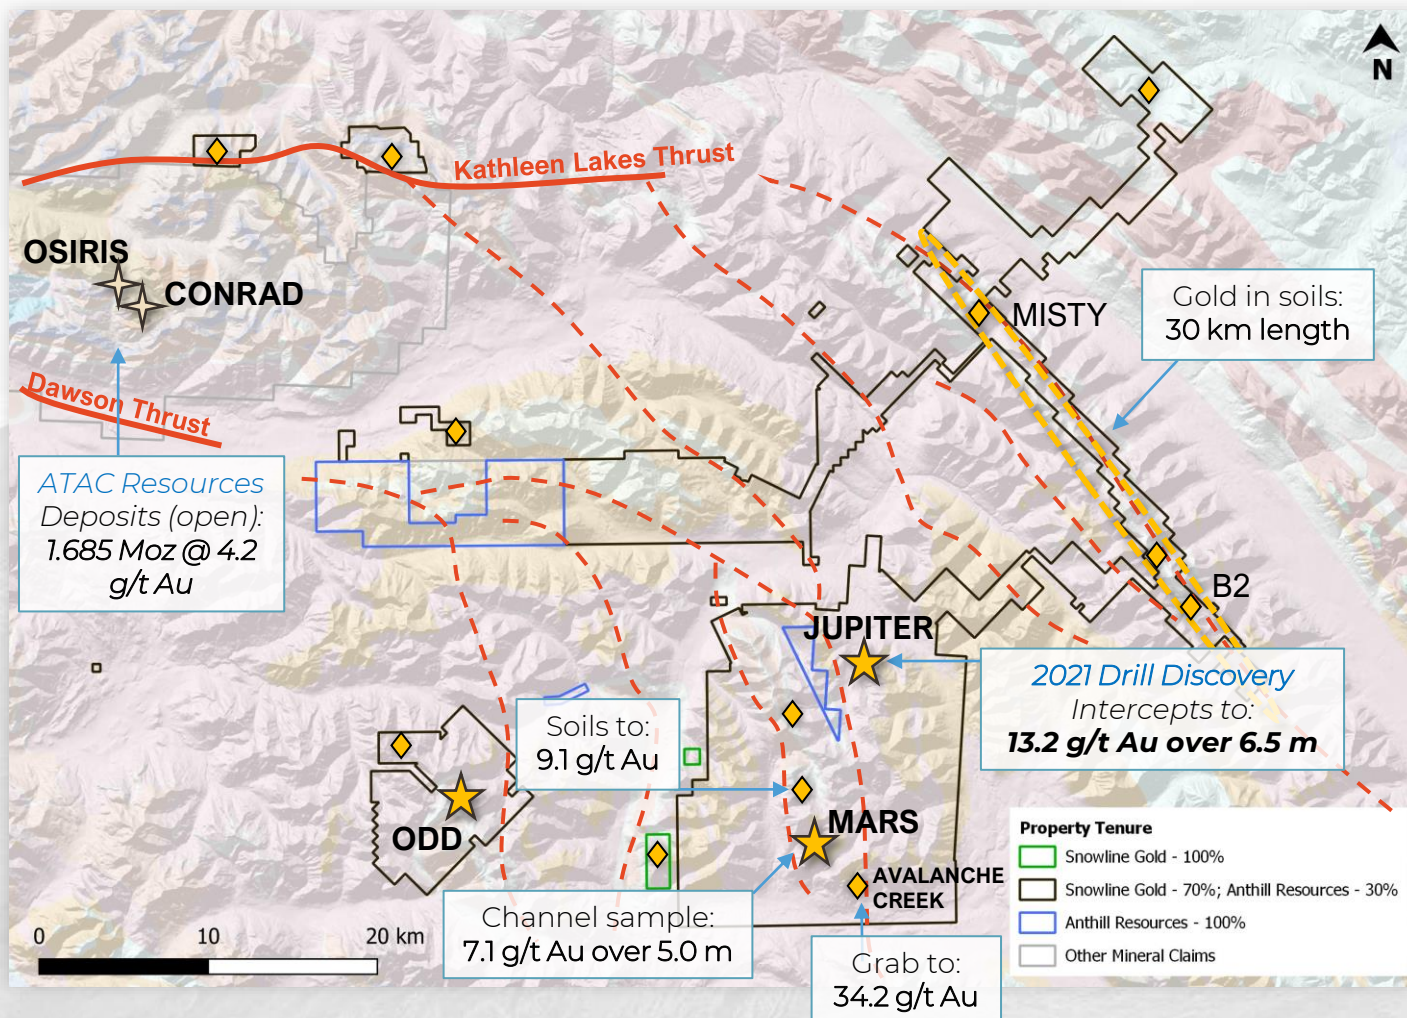 N
Kathleen Lakes Thrust
OSIRIS
CONRAD
MISTY
Gold in soils:
30 km length
Dawson Thrust
ATAC Resources
Deposits (open):
1.685 Moz @ 4.2
g/t Au
B2
JUPITER
2021 Drill Discovery
Intercepts to:
13.2 g/t Au over 6.5 m
Soils to:
9.1 g/t Au
ODD
MARS
AVALANCHE
CREEK
Channel sample:
7.1 g/t Au over 5.0 m
Grab to:
34.2 g/t Au
0 10 20 km
Property Tenure
Snowline Gold - 100%
Snowline Gold - 70%; Anthill Resources - 30%
Anthill Resources - 100%
Other Mineral Claims